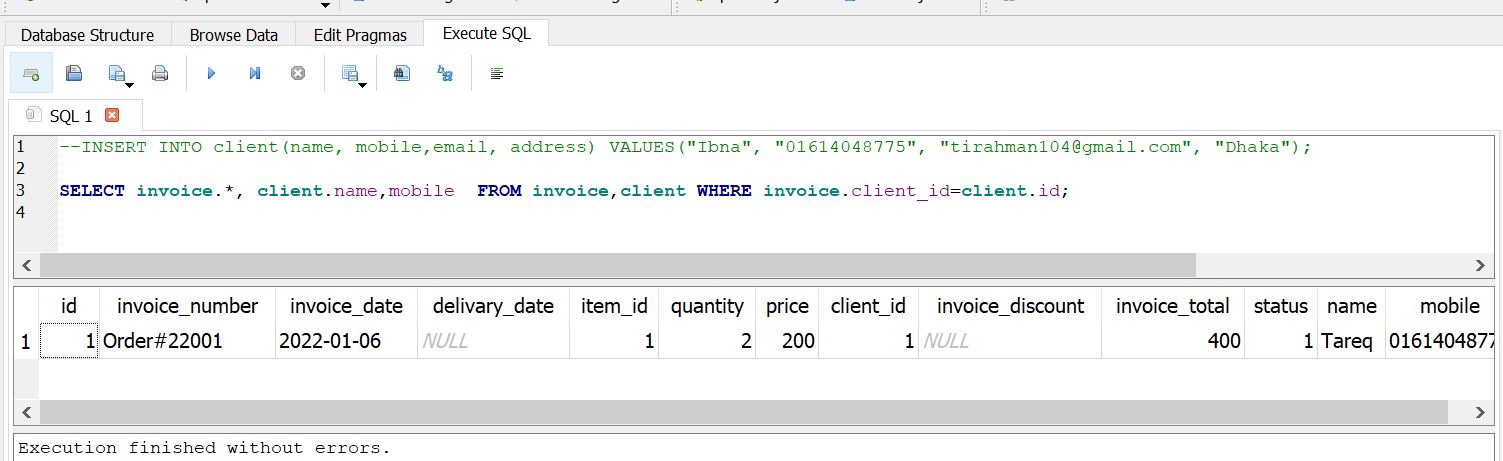 Database Structure Browse Data Edit Pragmas Execute SQL
SQL 1
1 --INSERT INTO client(name, mobile,email, address) VALUES("Ibna", "01614048775", "tirahman104@gmail.com", "Dhaka");
2
3 SELECT invoice.*, client.name,mobile  FROM invoice,client WHERE invoice.client_id=client.id;
4
id invoice_number invoice_date delivary_date item_id quantity price client_id invoice_discount invoice_total status name mobile
1 1 Order#22001 2022-01-06 NULL 1 2 200 1 NULL 400 1 Tareq 0161404877
Execution finished without errors.